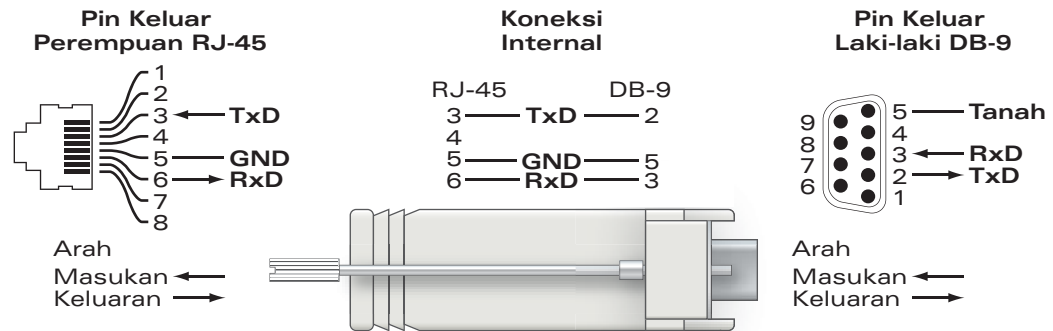 Pin Keluar
Perempuan RJ-45
1
2
3 TxD
4
5 GND
6 RxD
7
8
Arah
Masukan
Keluaran
Koneksi
Internal
RJ-45 DB-9
3 TxD 2
4
5 GND 5
6 RxD 3
Pin Keluar
Laki-laki DB-9
5 Tanah
9
4
8
3 RxD
7
2 TxD
6
1
Arah
Masukan
Keluaran